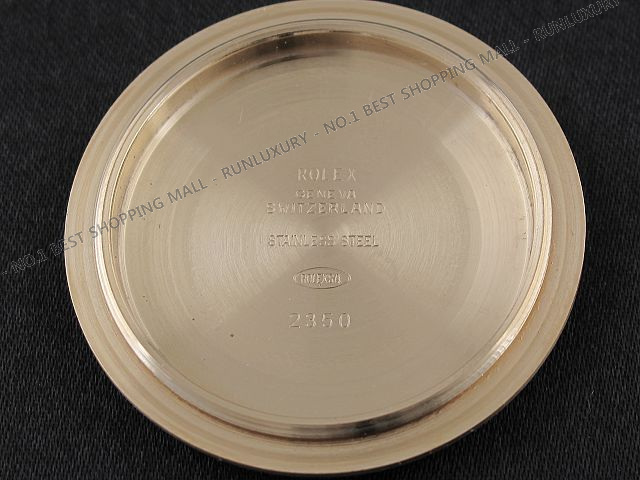 ROLEX
GENEVA
SWITZERLAND
STAINLESS STEEL
2350
- NO.1 BEST SHOPPING MALL - RUNLUXURY - NO.1 BEST SHOPPING MALL - RUNLUXURY